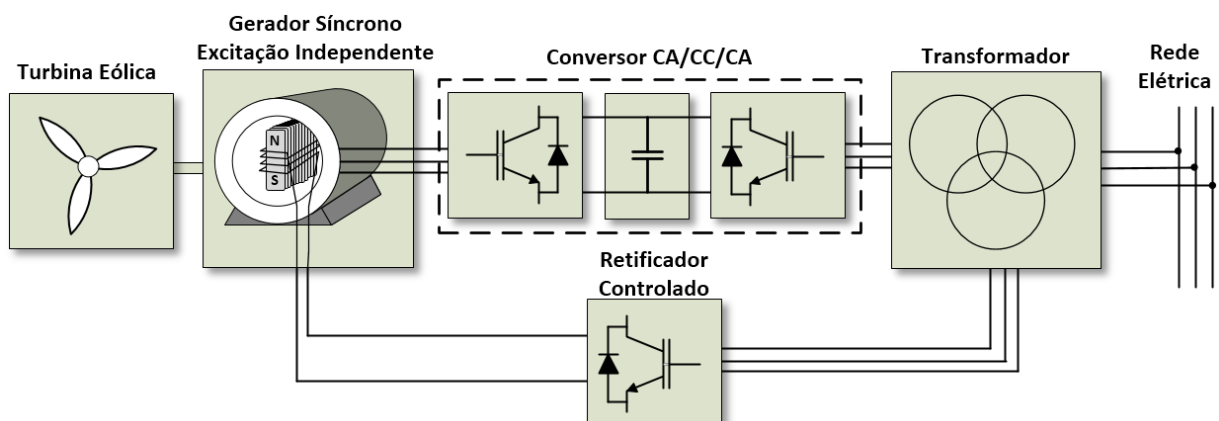 Gerador Síncrono
Excitação Independente
Turbina Eólica
Conversor CA/CC/CA
Transformador
Rede
Elétrica
N
S
Retificador
Controlado